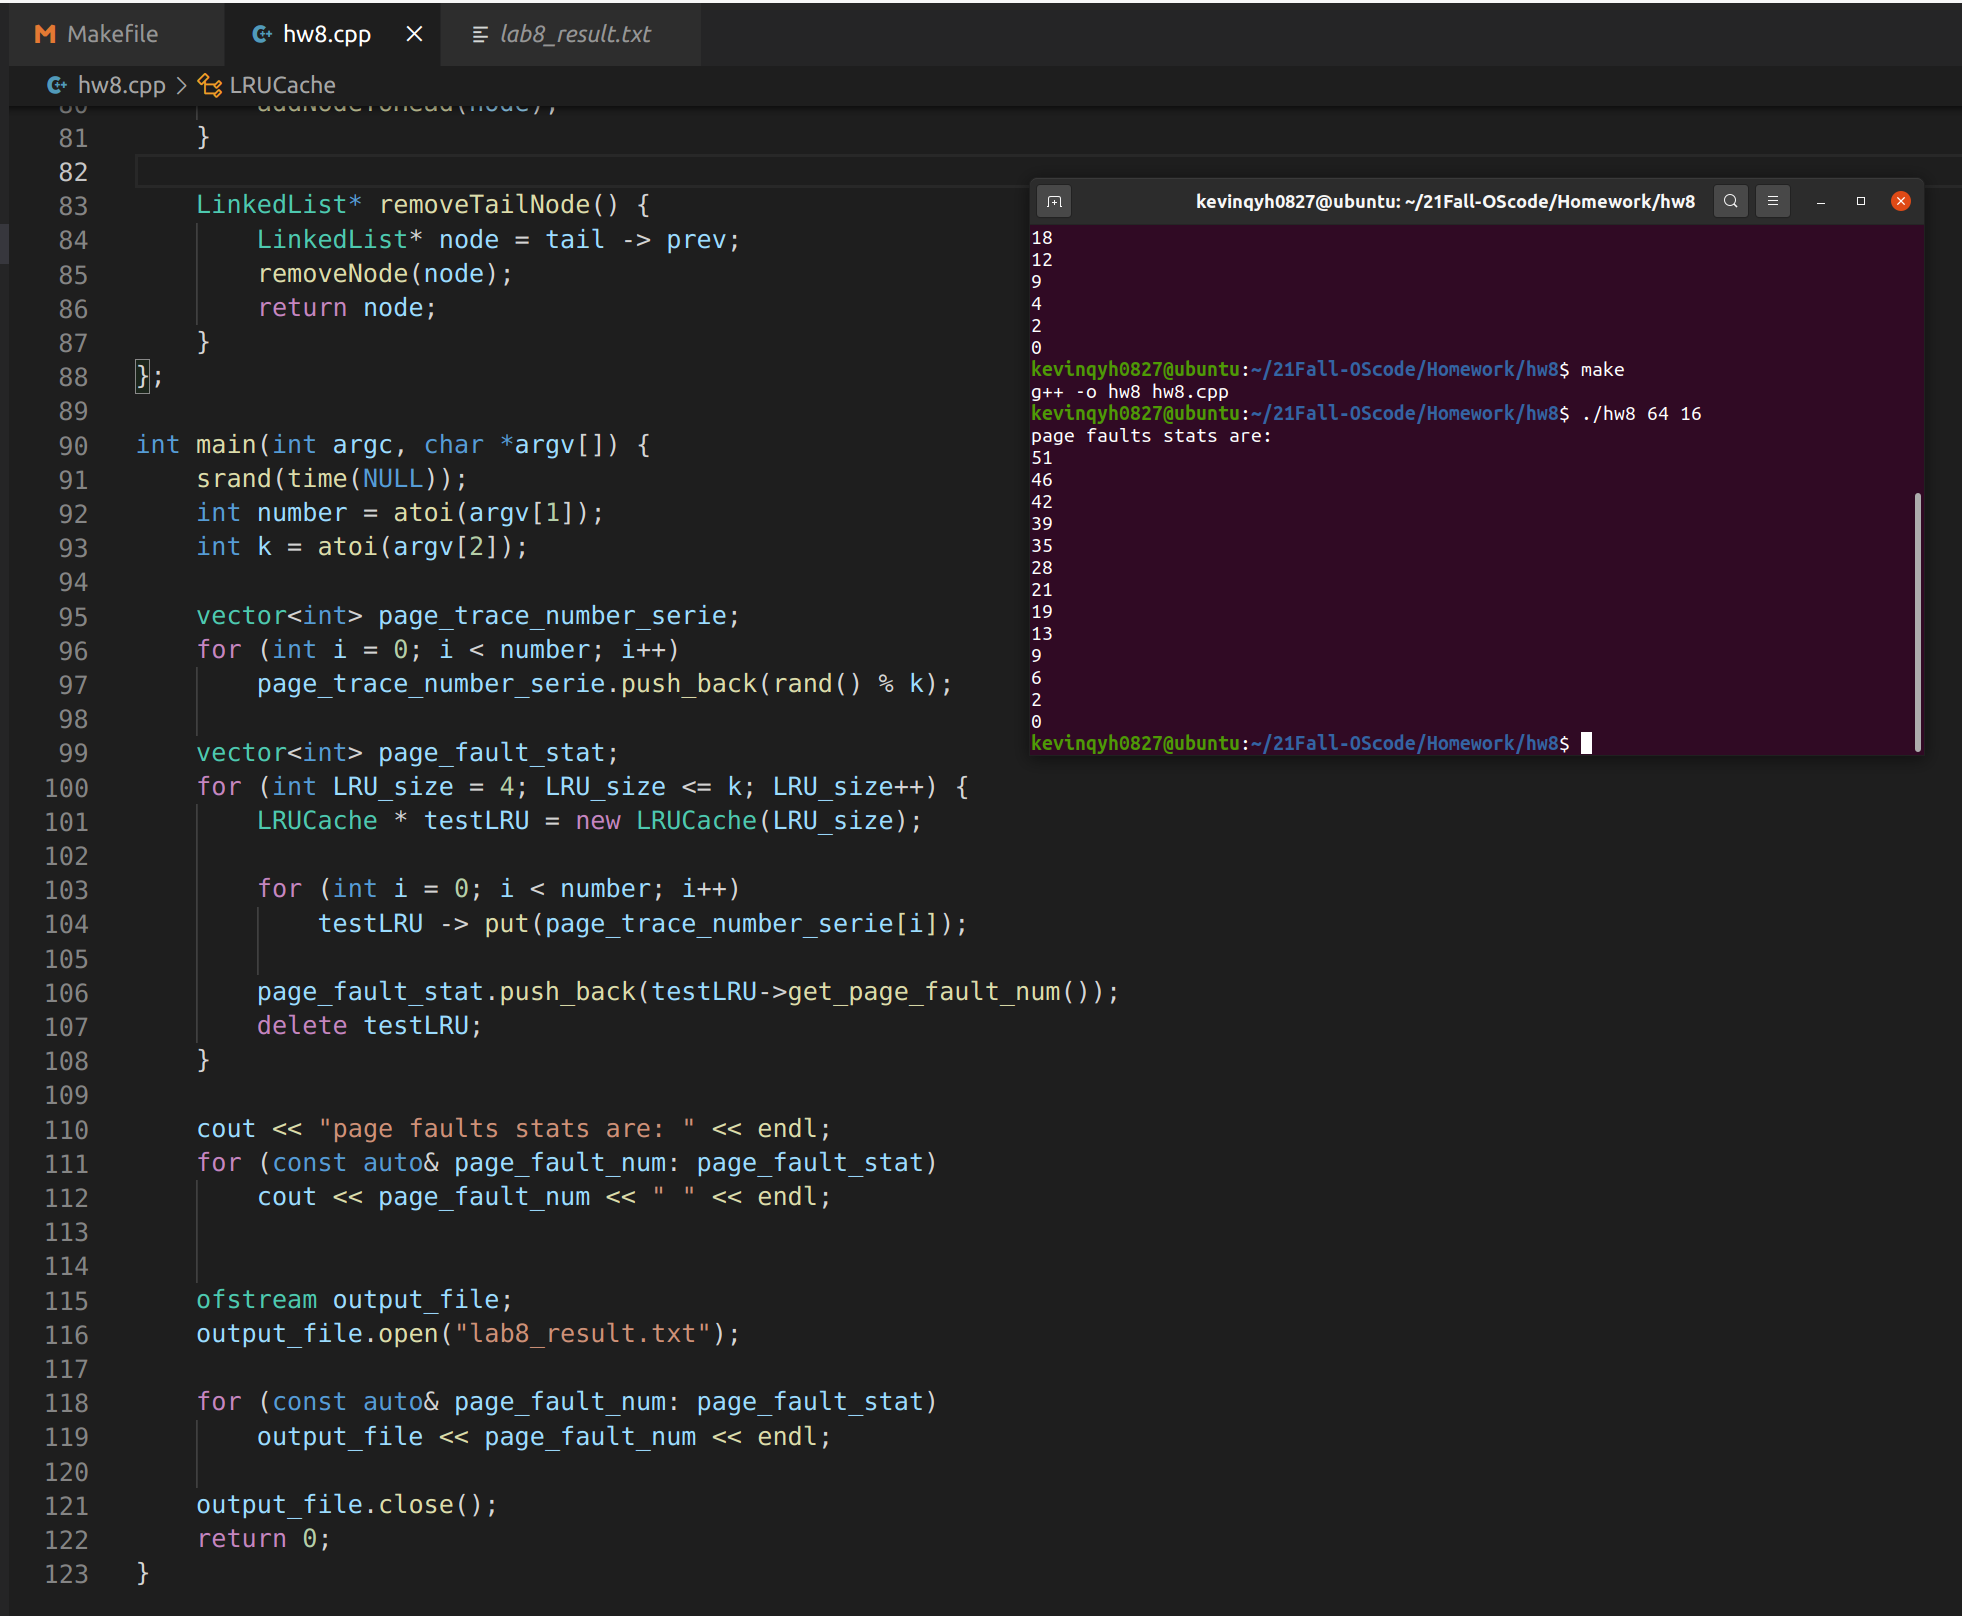 Makefile
hw8.cpp
lab8_result.txt
hw8.cpp > LRUCache
80 addNodeToHead(node);
81 }
82
83 LinkedList* removeTailNode() {
84 LinkedList* node = tail -> prev;
85 removeNode(node);
86 return node;
87 }
88 };
89
90 int main(int argc, char *argv[]) {
91 srand(time(NULL));
92 int number = atoi(argv[1]);
93 int k = atoi(argv[2]);
94
95 vector<int> page_trace_number_serie;
96 for (int i = 0; i < number; i++)
97 page_trace_number_serie.push_back(rand() % k);
98
99 vector<int> page_fault_stat;
100 for (int LRU_size = 4; LRU_size <= k; LRU_size++) {
101 LRUCache * testLRU = new LRUCache(LRU_size);
102
103 for (int i = 0; i < number; i++)
104 testLRU -> put(page_trace_number_serie[i]);
105
106 page_fault_stat.push_back(testLRU->get_page_fault_num());
107 delete testLRU;
108 }
109
110 cout << "page faults stats are: " << endl;
111 for (const auto& page_fault_num: page_fault_stat)
112 cout << page_fault_num << " " << endl;
113
114
115 ofstream output_file;
116 output_file.open("lab8_result.txt");
117
118 for (const auto& page_fault_num: page_fault_stat)
119 output_file << page_fault_num << endl;
120
121 output_file.close();
122 return 0;
123 }
kevinqyh0827@ubuntu: ~/21Fall-OScode/Homework/hw8
18
12
9
4
2
0
kevinqyh0827@ubuntu:~/21Fall-OScode/Homework/hw8$ make
g++ -o hw8 hw8.cpp
kevinqyh0827@ubuntu:~/21Fall-OScode/Homework/hw8$ ./hw8 64 16
page faults stats are:
51
46
42
39
35
28
21
19
13
9
6
2
0
kevinqyh0827@ubuntu:~/21Fall-OScode/Homework/hw8$